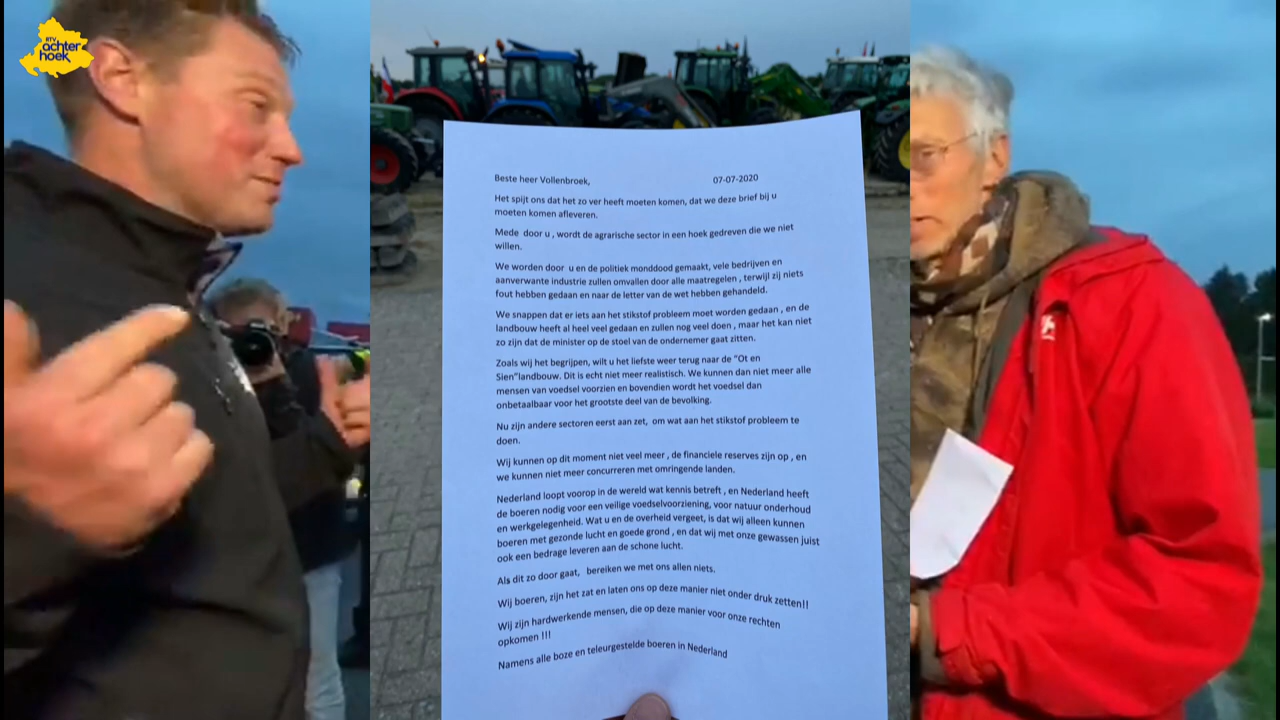 RTV
achter
hoek
Beste heer Vollenbroek, 07-07-2020
Het spijt ons dat het zo ver heeft moeten komen, dat we deze brief bij u
moeten komen afleveren.
Mede door u , wordt de agrarische sector in een hoek gedreven die we niet
willen.
We worden door u en de politiek monddood gemaakt, vele bedrijven en
aanverwante industrie zullen omvallen door alle maatregelen , terwijl zij niets
fout hebben gedaan en naar de letter van de wet hebben gehandeld.
We snappen dat er iets aan het stikstof probleem moet worden gedaan , en de
landbouw heeft al heel veel gedaan en zullen nog veel doen , maar het kan niet
zo zijn dat de minister op de stoel van de ondernemer gaat zitten.
Zoals wij het begrijpen, wilt u het liefste weer terug naar de "Ot en
Sien"landbouw. Dit is echt niet meer realistisch. We kunnen dan niet meer alle
mensen van voedsel voorzien en bovendien wordt het voedsel dan
onbetaalbaar voor het grootste deel van de bevolking.
Nu zijn andere sectoren eerst aan zet, om wat aan het stikstof probleem te
doen.
Wij kunnen op dit moment niet veel meer , de financiele reserves zijn op , en
we kunnen niet meer concurreren met omringende landen.
Nederland loopt voorop in de wereld wat kennis betreft , en Nederland heeft
de boeren nodig voor een veilige voedselvoorziening, voor natuur onderhoud
en werkgelegenheid. Wat u en de overheid vergeet, is dat wij alleen kunnen
boeren met gezonde lucht en goede grond , en dat wij met onze gewassen juist
ook een bedrage leveren aan de schone lucht.
Als dit zo door gaat, bereiken we met ons allen niets.
Wij boeren, zijn het zat en laten ons op deze manier niet onder druk zetten!!
Wij zijn hardwerkende mensen, die op deze manier voor onze rechten
opkomen !!!
Namens alle boze en teleurgestelde boeren in Nederland